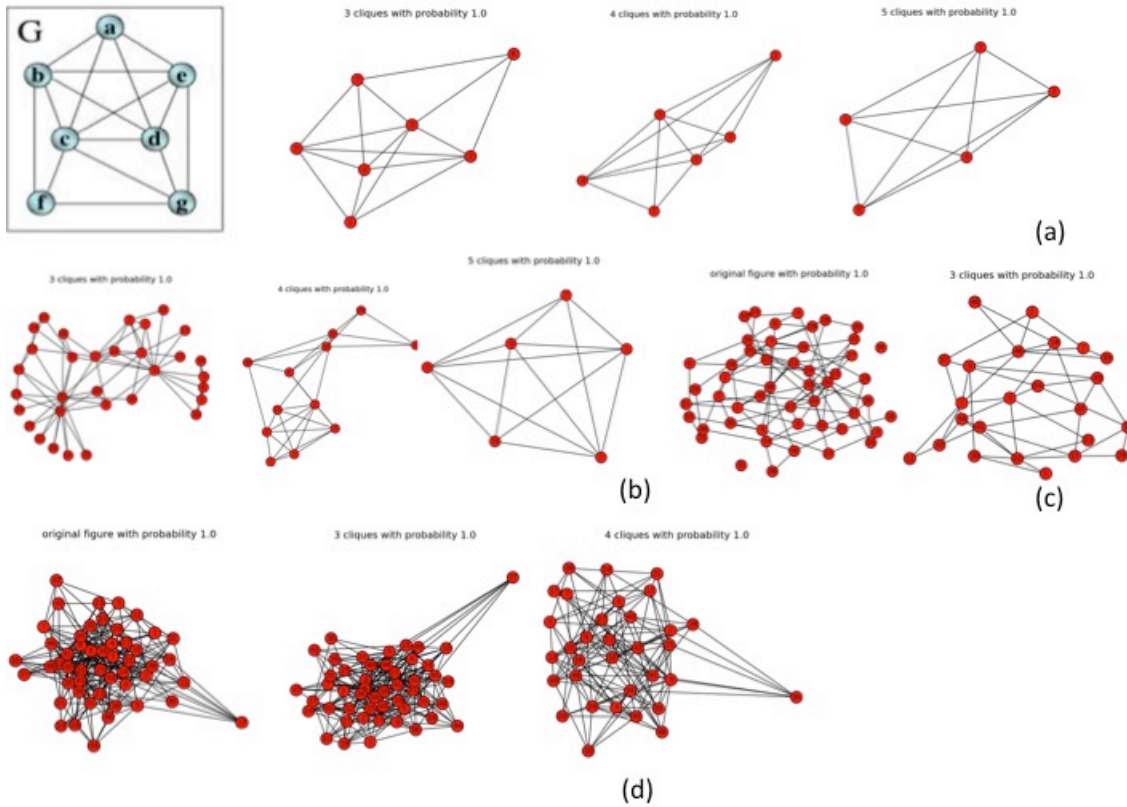 G
a
b
e
c
d
f
g
3 cliques with probability 1.0
4 cliques with probability 1.0
5 cliques with probability 1.0
(a)
3 cliques with probability 1.0
4 cliques with probability 1.0
5 cliques with probability 1.0
(b)
original figure with probability 1.0
3 cliques with probability 1.0
(c)
original figure with probability 1.0
3 cliques with probability 1.0
4 cliques with probability 1.0
(d)